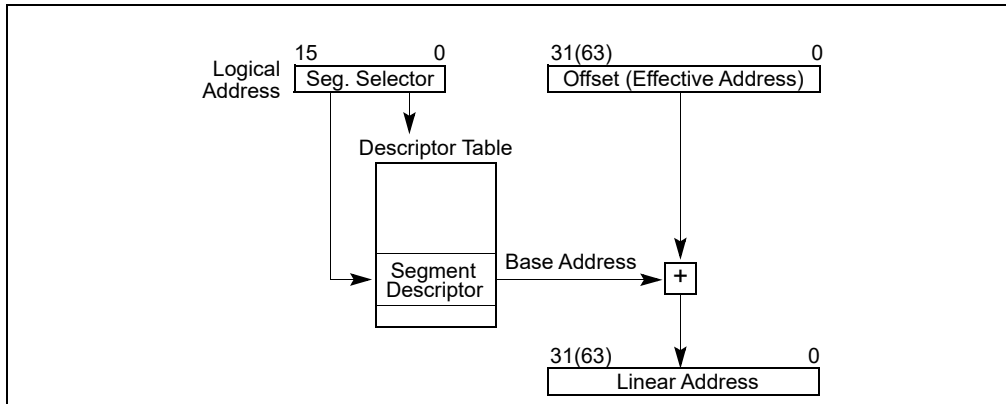 15 0
31(63) 0
Logical
Address
Seg. Selector
Offset (Effective Address)
Descriptor Table
Base Address
Segment
Descriptor
+
31(63) 0
Linear Address